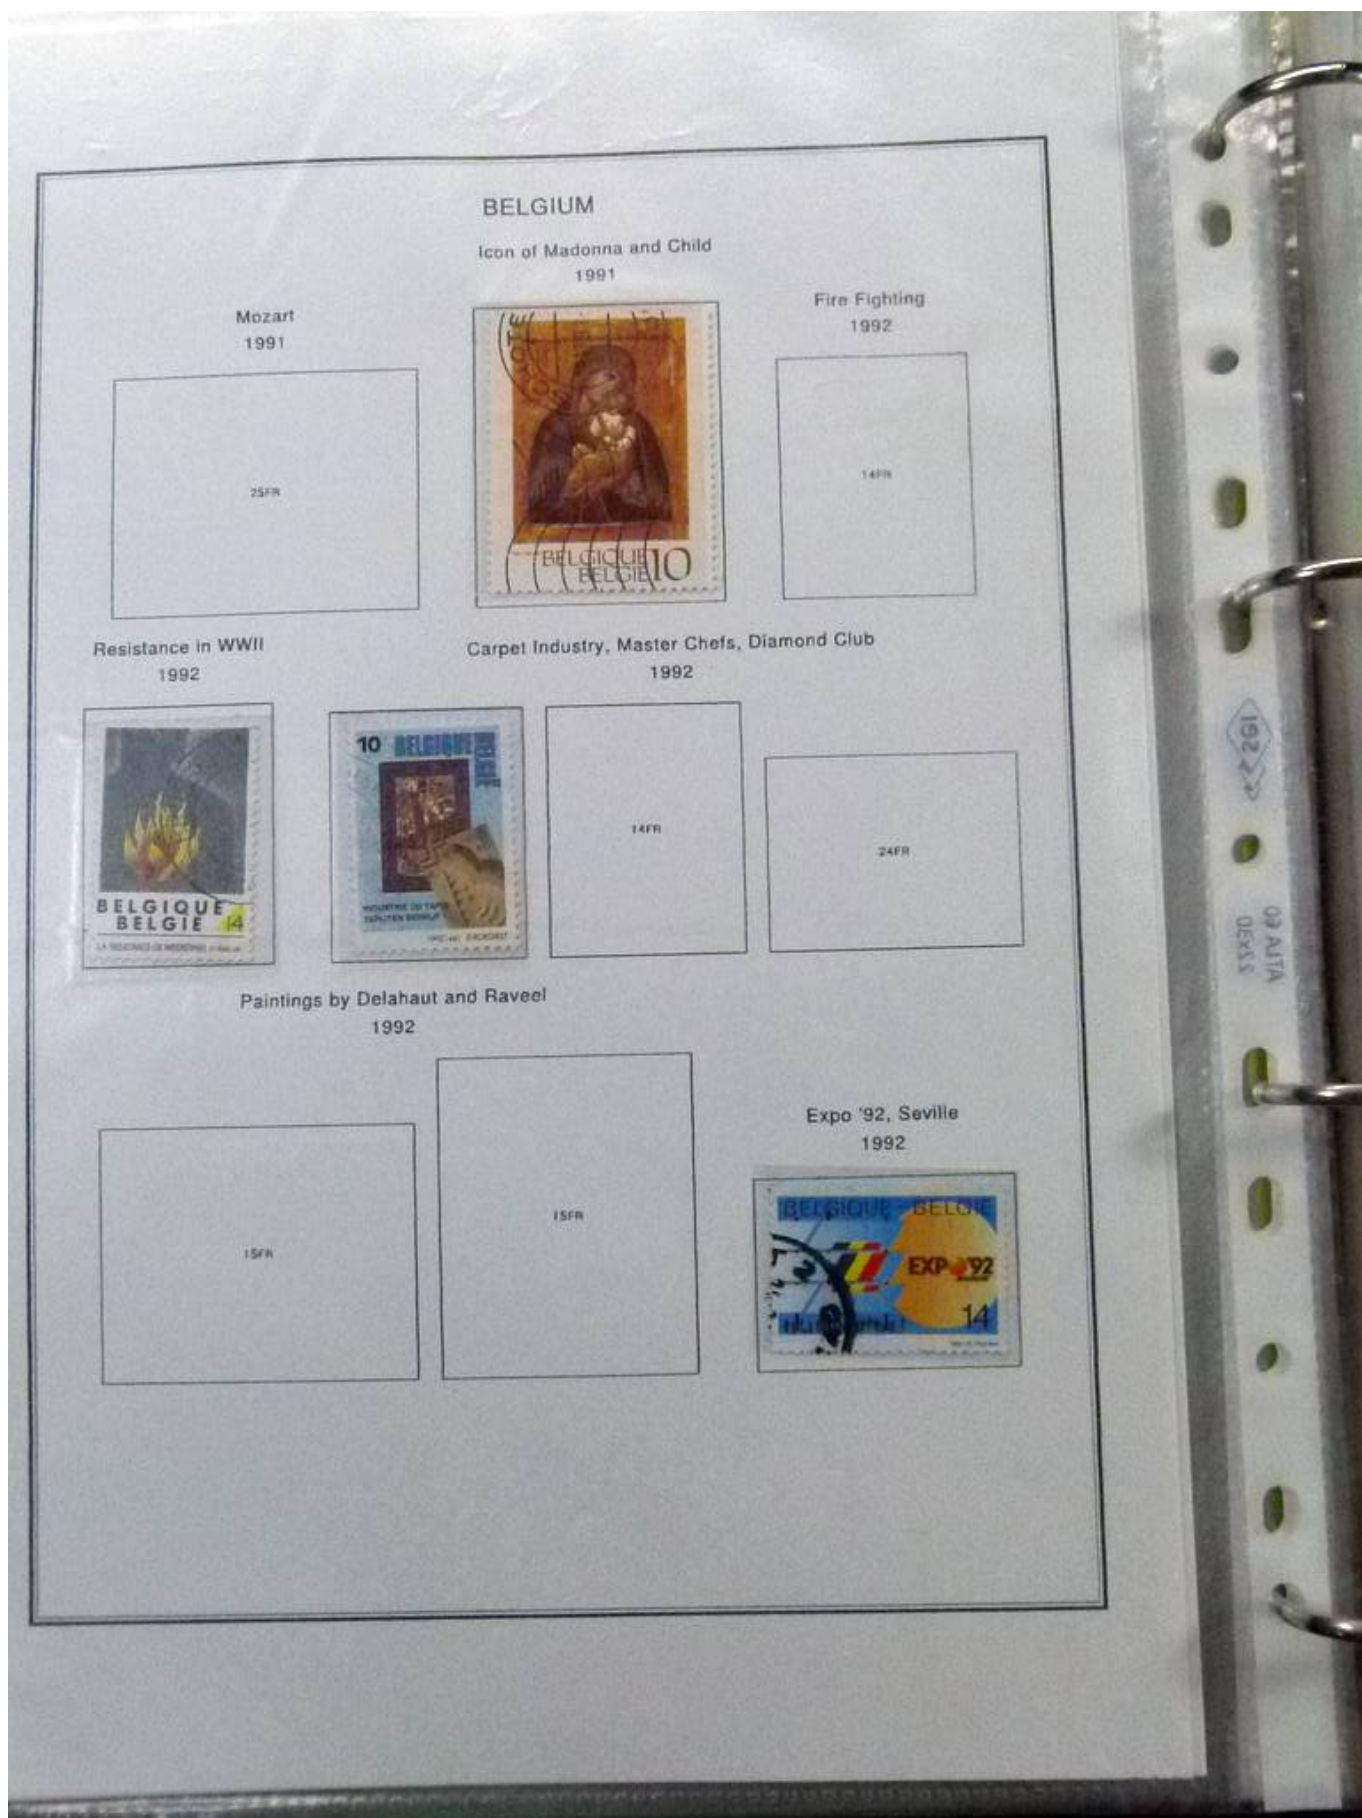 BELGIUM
Icon of Madonna and Child
1991
Mozart
1991
Fire Fighting
1992
25FR
BELGIQUE
BELGIË 10
14FR
Resistance in WWII
1992
Carpet Industry, Master Chefs, Diamond Club
1992
BELGIQUE
BELGIE 14
10 BELGIQUE
14FR
24FR
Paintings by Delahaut and Raveel
1992
15FR
15FR
Expo '92, Seville
1992
BELGIQUE - BELGIE
EXPO '92
14